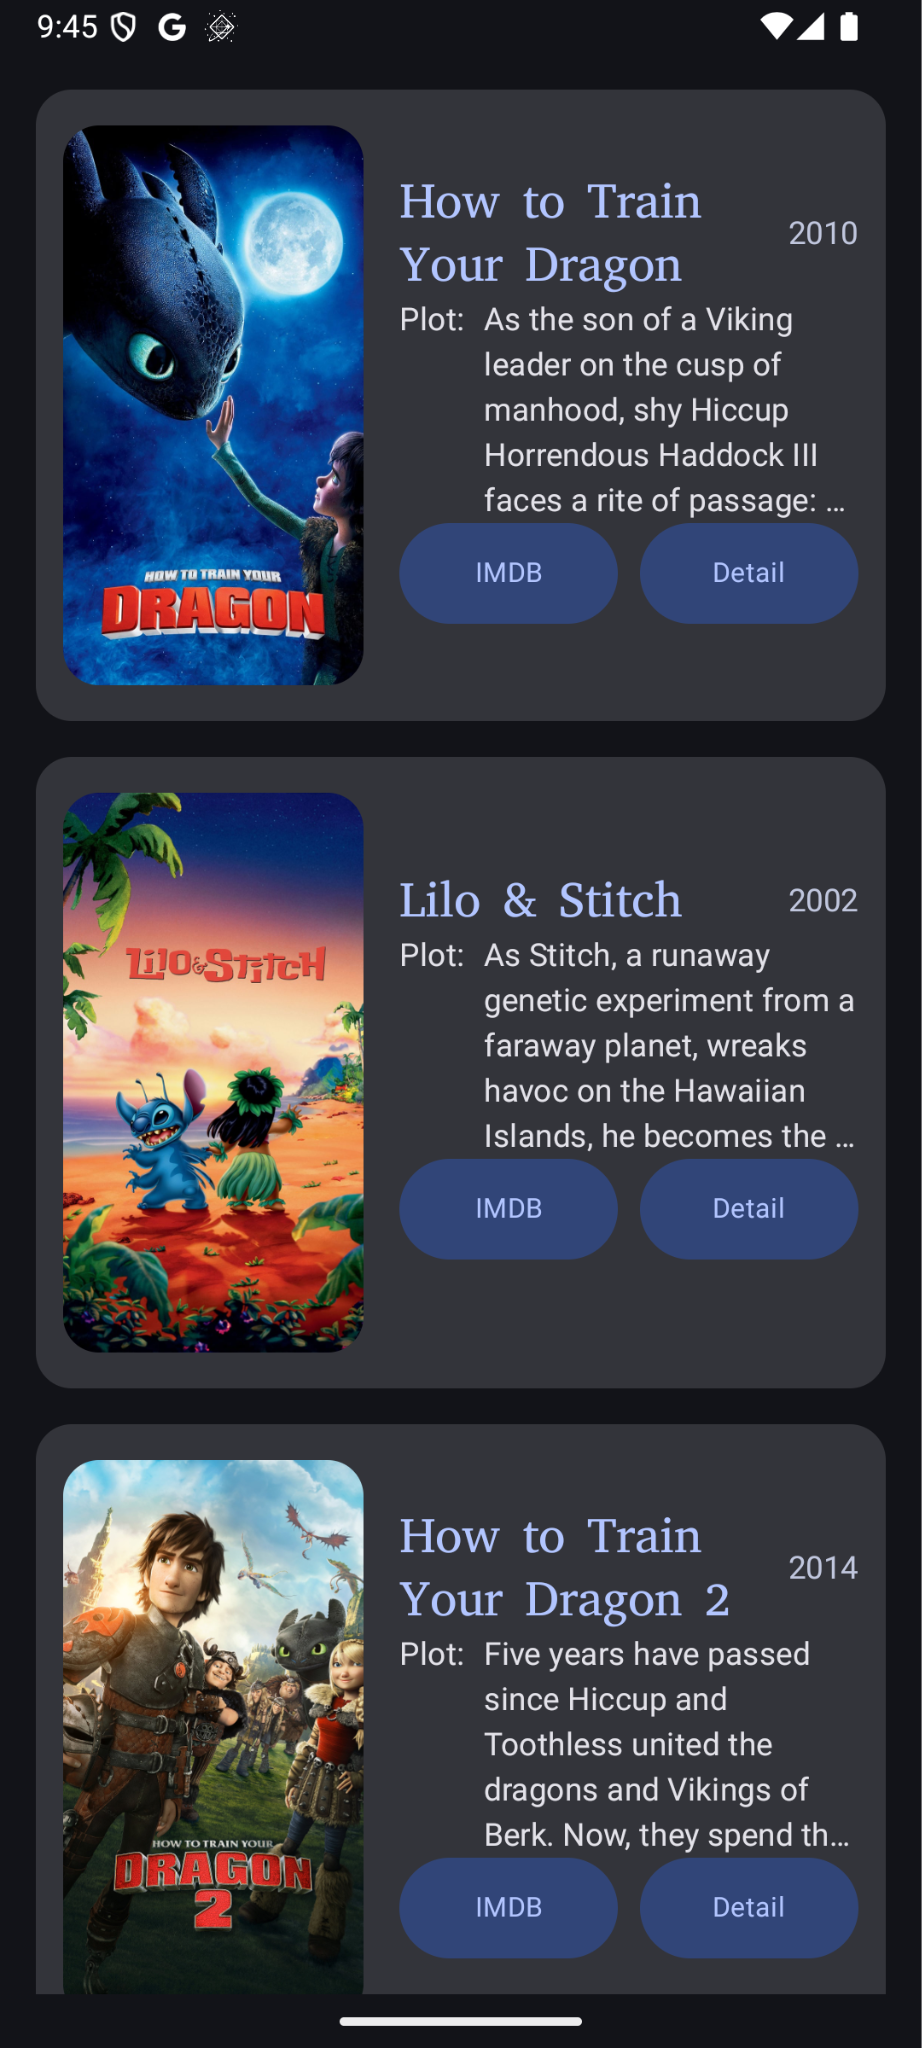 9:45
How to Train
Your Dragon
2010
Plot: As the son of a Viking
leader on the cusp of
manhood, shy Hiccup
Horrendous Haddock III
faces a rite of passage: ...
IMDB Detail
HOW TO TRAIN YOUR
DRAGON
Lilo & Stitch 2002
Plot: As Stitch, a runaway
genetic experiment from a
faraway planet, wreaks
havoc on the Hawaiian
Islands, he becomes the ...
IMDB Detail
LiLO & STiTCH
How to Train
Your Dragon 2
2014
Plot: Five years have passed
since Hiccup and
Toothless united the
dragons and Vikings of
Berk. Now, they spend th...
IMDB Detail
HOW TO TRAIN YOUR
DRAGON
2